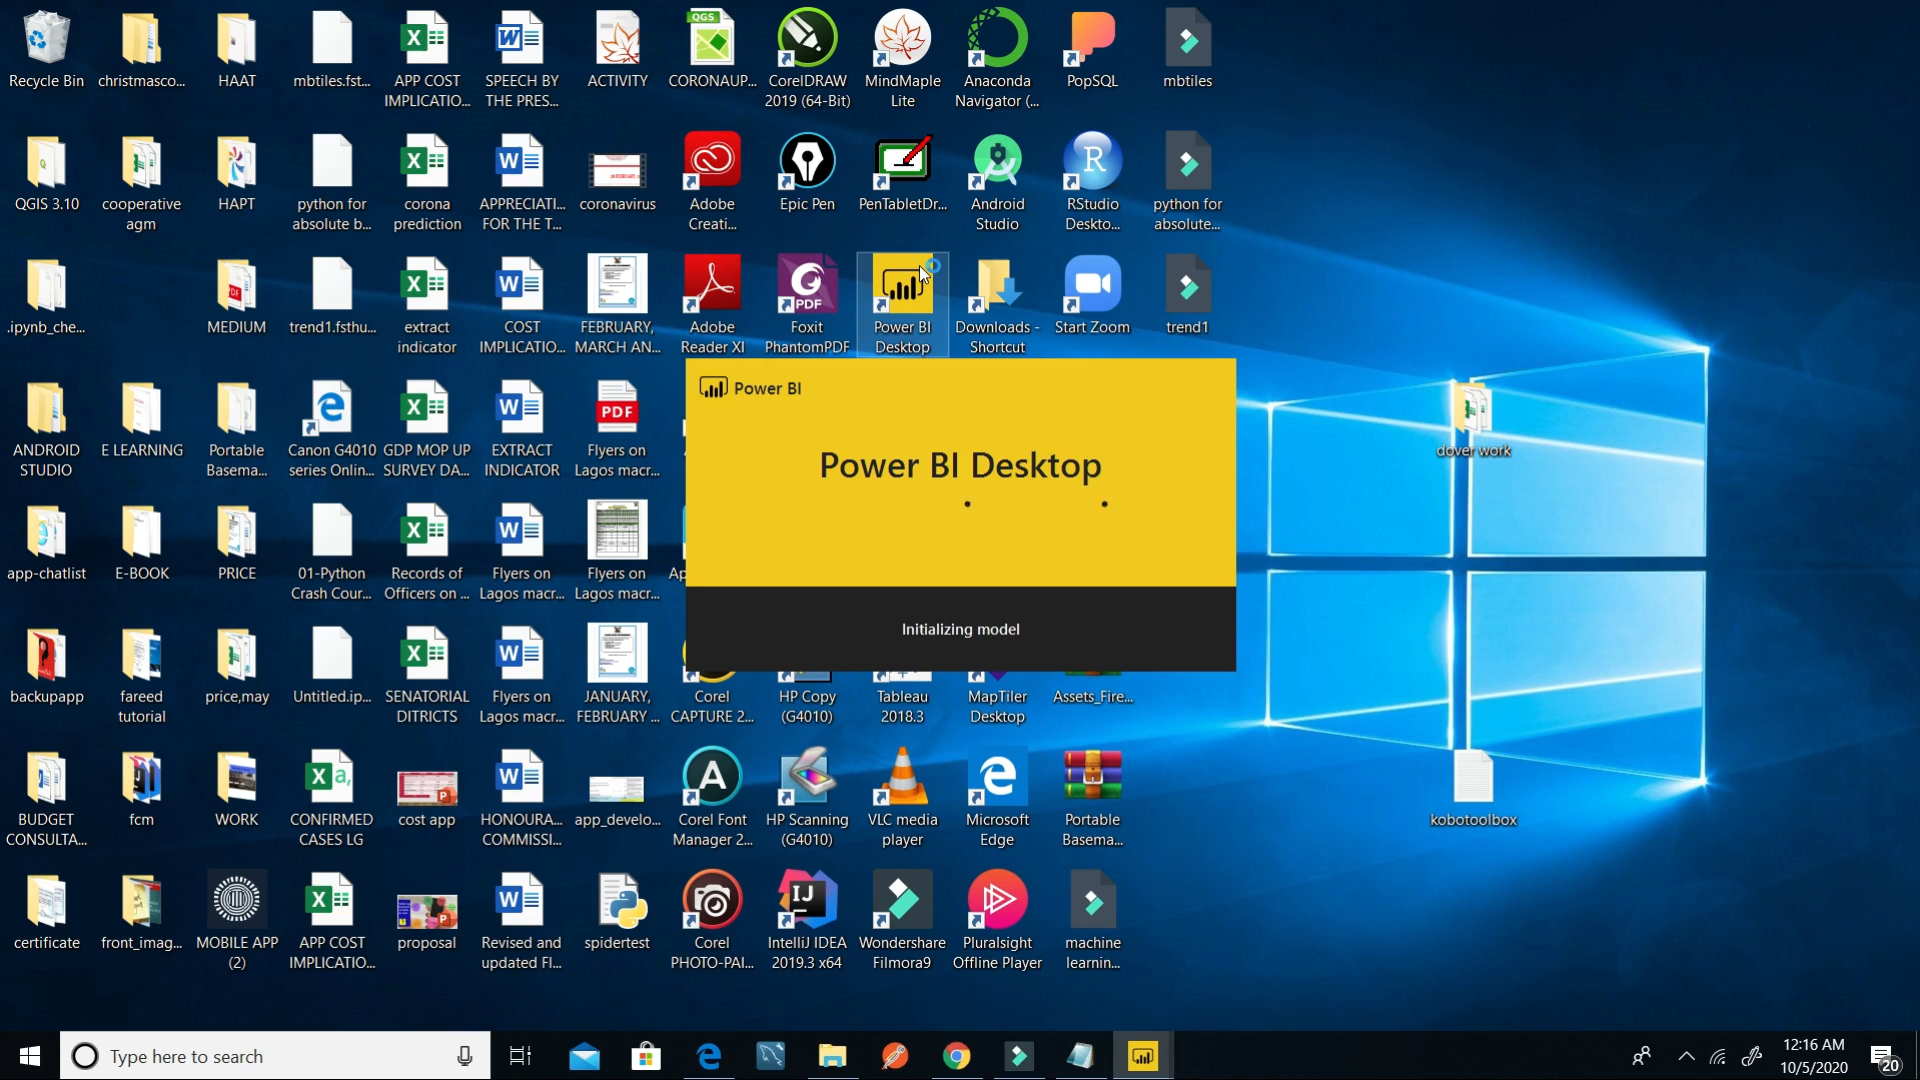 Recycle Bin
christmasco...
HAAT
mbtiles.fst...
APP COST
IMPLICATIO...
SPEECH BY
THE PRES...
ACTIVITY
QGS
CORONAUP...
CorelDRAW
2019 (64-Bit)
MindMaple
Lite
Anaconda
Navigator (...
PopSQL
mbtiles
QGIS 3.10
cooperative
agm
HAPT
python for
absolute b...
corona
prediction
APPRECIATI...
FOR THE T...
coronavirus
Adobe
Creati...
Epic Pen
PenTabletDr...
Android
Studio
R
RStudio
Deskto...
python for
absolute...
.ipynb_che...
PDF
MEDIUM
trend1.fsthu...
extract
indicator
COST
IMPLICATIO...
FEBRUARY,
MARCH AN...
Adobe
Reader XI
PDF
Foxit
PhantomPDF
Power BI
Desktop
Downloads -
Shortcut
Start Zoom
trend1
Power BI
Power BI Desktop
Initializing model
ANDROID
STUDIO
E LEARNING
Portable
Basema...
Canon G4010
series Onlin...
GDP MOP UP
SURVEY DA...
EXTRACT
INDICATOR
PDF
Flyers on
Lagos macr...
dover work
app-chatlist
E-BOOK
PRICE
01-Python
Crash Cour...
Records of
Officers on ...
Flyers on
Lagos macr...
Flyers on
Lagos macr...
Ap
backupapp
fareed
tutorial
price,may
Untitled.ip...
SENATORIAL
DITRICTS
Flyers on
Lagos macr...
JANUARY,
FEBRUARY ...
Corel
CAPTURE 2...
HP Copy
(G4010)
Tableau
2018.3
MapTiler
Desktop
Assets_Fire...
BUDGET
CONSULTA...
fcm
WORK
CONFIRMED
CASES LG
cost app
HONOURA...
COMMISSI...
app_develo...
Corel Font
Manager 2...
HP Scanning
(G4010)
VLC media
player
Microsoft
Edge
Portable
Basema...
kobotoolbox
certificate
front_imag...
MOBILE APP
(2)
APP COST
IMPLICATIO...
proposal
Revised and
updated Fl...
spidertest
Corel
PHOTO-PAI...
IJ
IntelliJ IDEA
2019.3 x64
Wondershare
Filmora9
Pluralsight
Offline Player
machine
learnin...
Type here to search
12:16 AM
10/5/2020
20